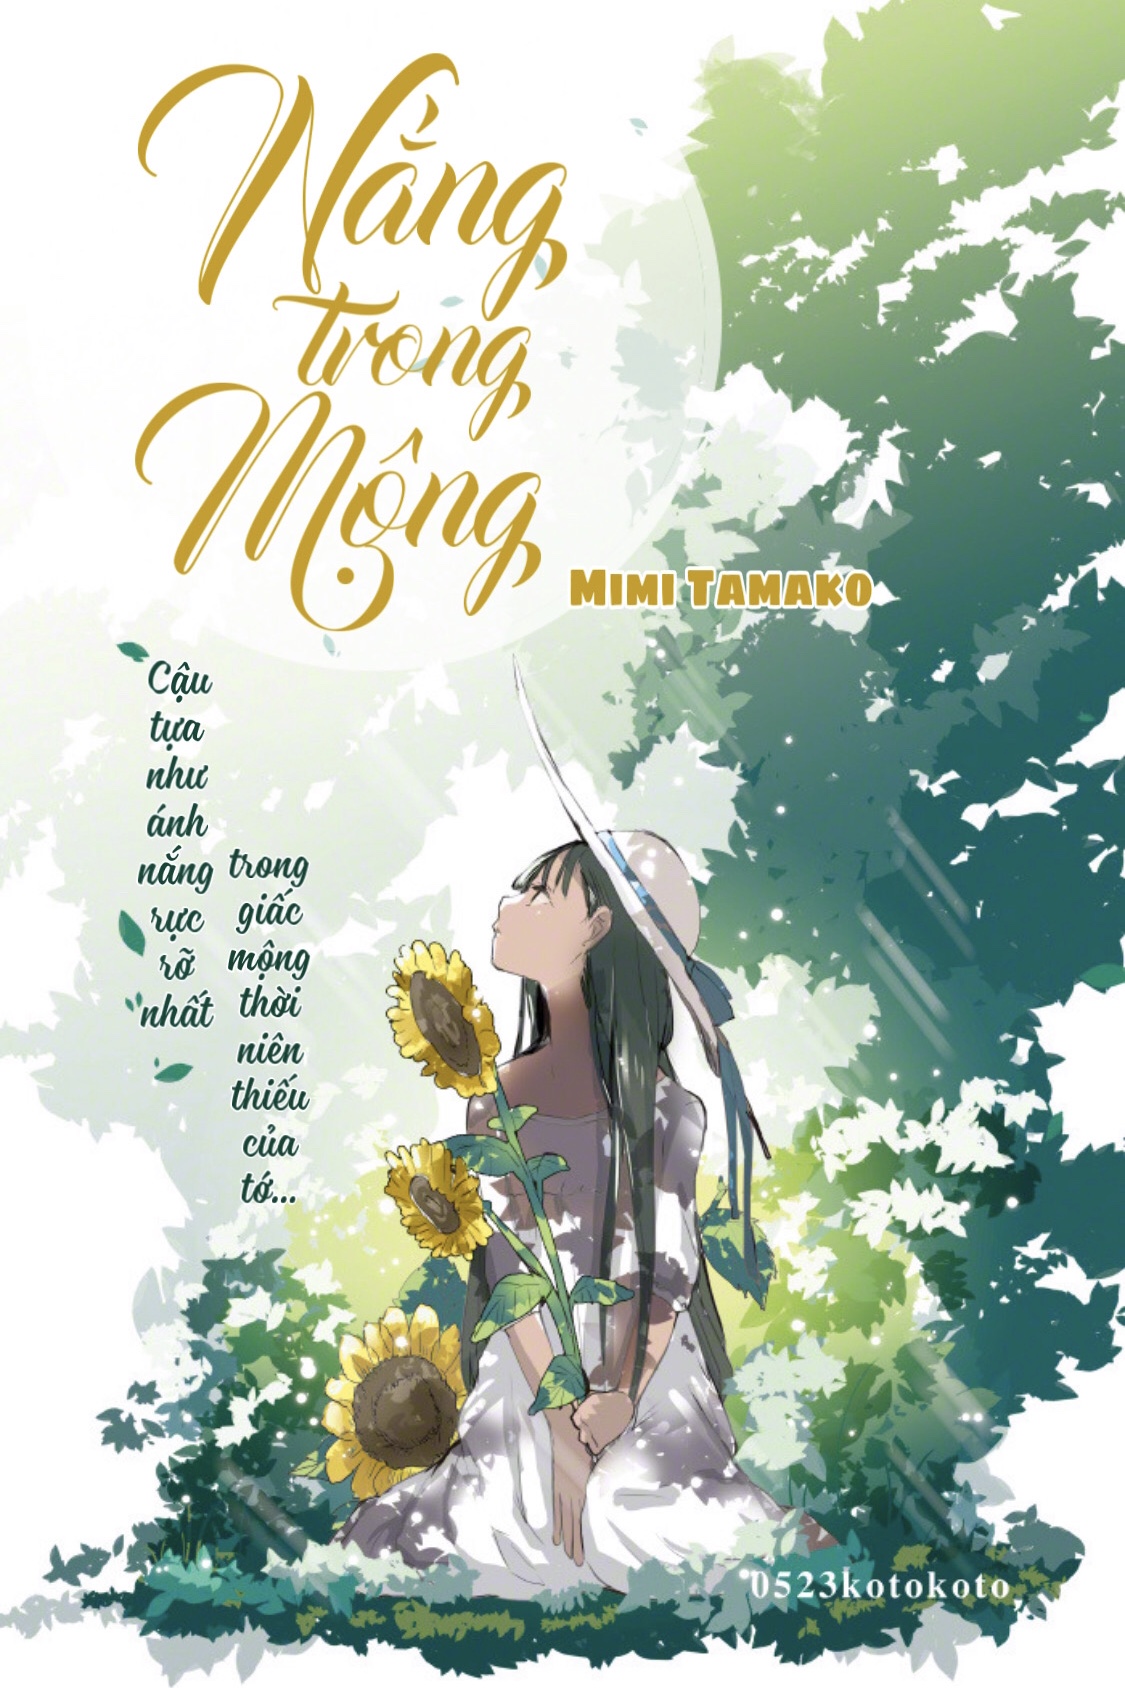 Nắng
trong
Mộng
Mimi Tamako
Cậu
tựa
như
ánh
nắng
rực
rỡ
nhất
trong
giấc
mộng
thời
niên
thiếu
của
tớ...
0523kotokoto